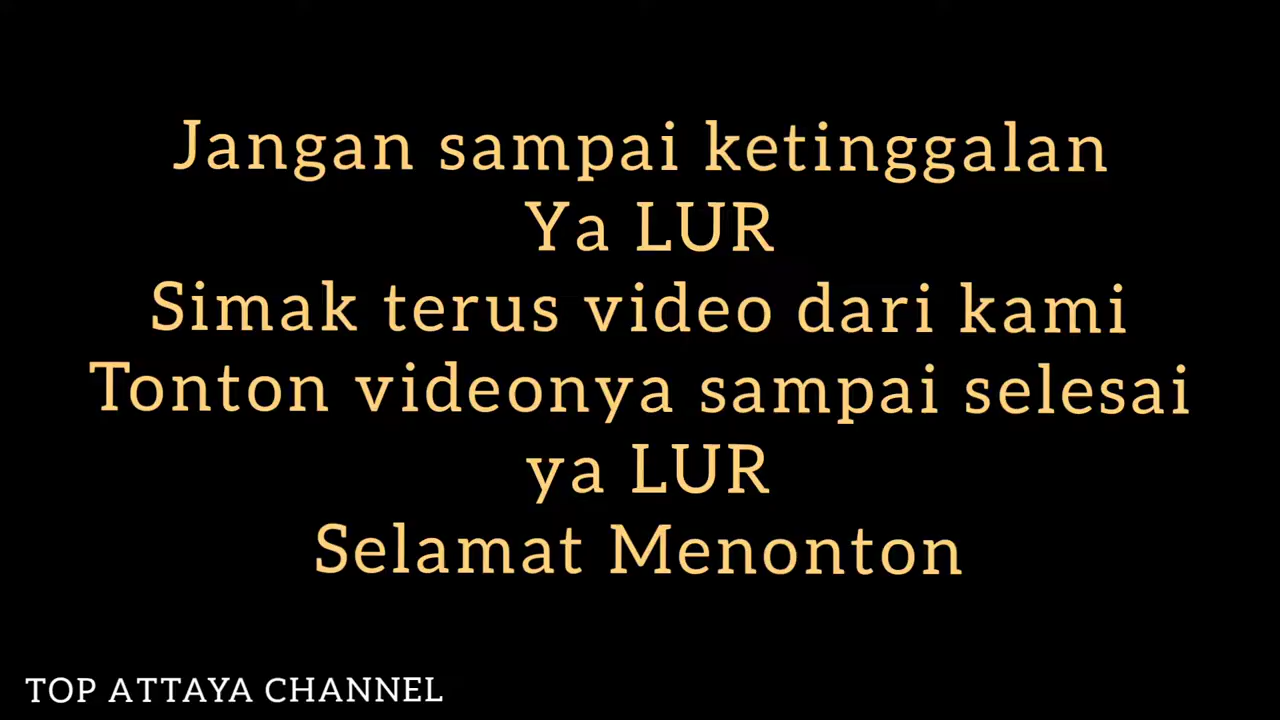 Jangan sampai ketinggalan
Ya LUR
Simak terus video dari kami
Tonton videonya sampai selesai
ya LUR
Selamat Menonton
TOP ATTAYA CHANNEL